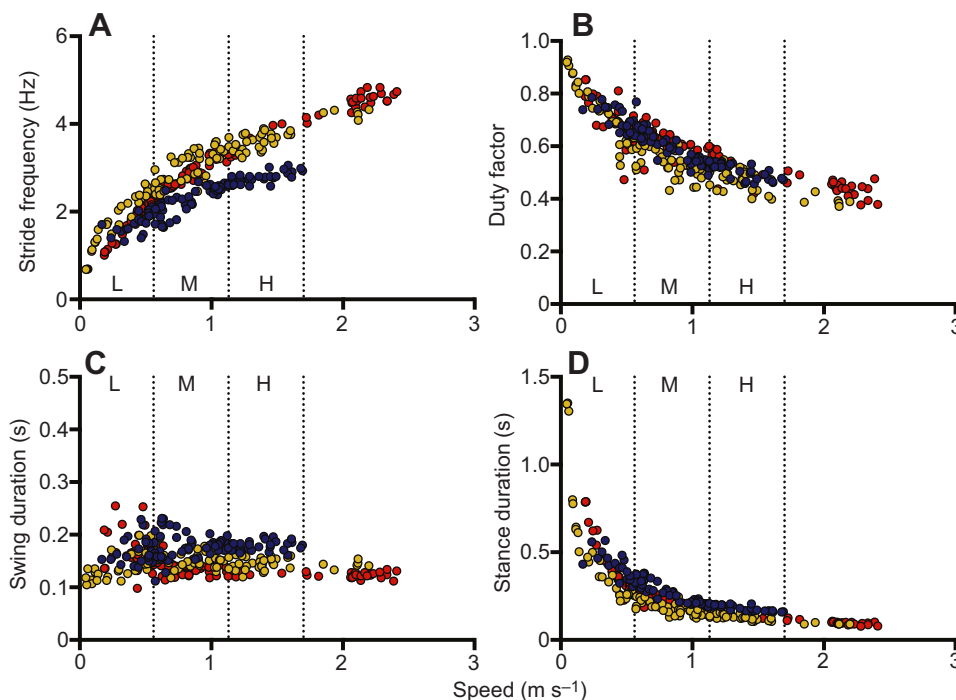 A
B
Stride frequency (Hz)
6
4
2
0
L M H
0 1 2 3
Duty factor
1.0
0.8
0.6
0.4
0.2
0
L M H
0 1 2 3
C
D
Swing duration (s)
0.5
0.4
0.3
0.2
0.1
0
L M H
0 1 2 3
Stance duration (s)
1.5
1.0
0.5
0
L M H
0 1 2 3
Speed (m s⁻¹)